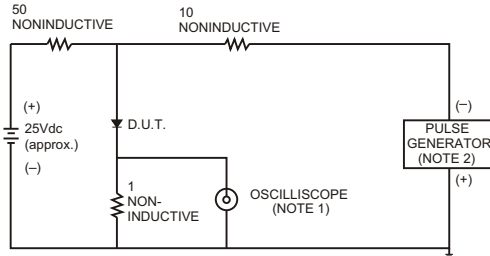 50
NONINDUCTIVE
10
NONINDUCTIVE
(+)
25Vdc
(approx.)
(–)
D.U.T.
1
NON-
INDUCTIVE
OSCILLISCOPE
(NOTE 1)
(–)
PULSE
GENERATOR
(NOTE 2)
(+)